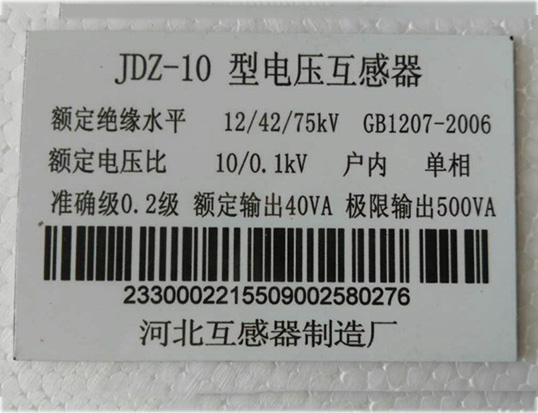 JDZ-10 型电压互感器
额定绝缘水平 12/42/75kV GB1207-2006
额定电压比 10/0.1kV 户内 单相
准确级0.2级 额定输出40VA 极限输出500VA
2330002215509002580276
河北互感器制造厂